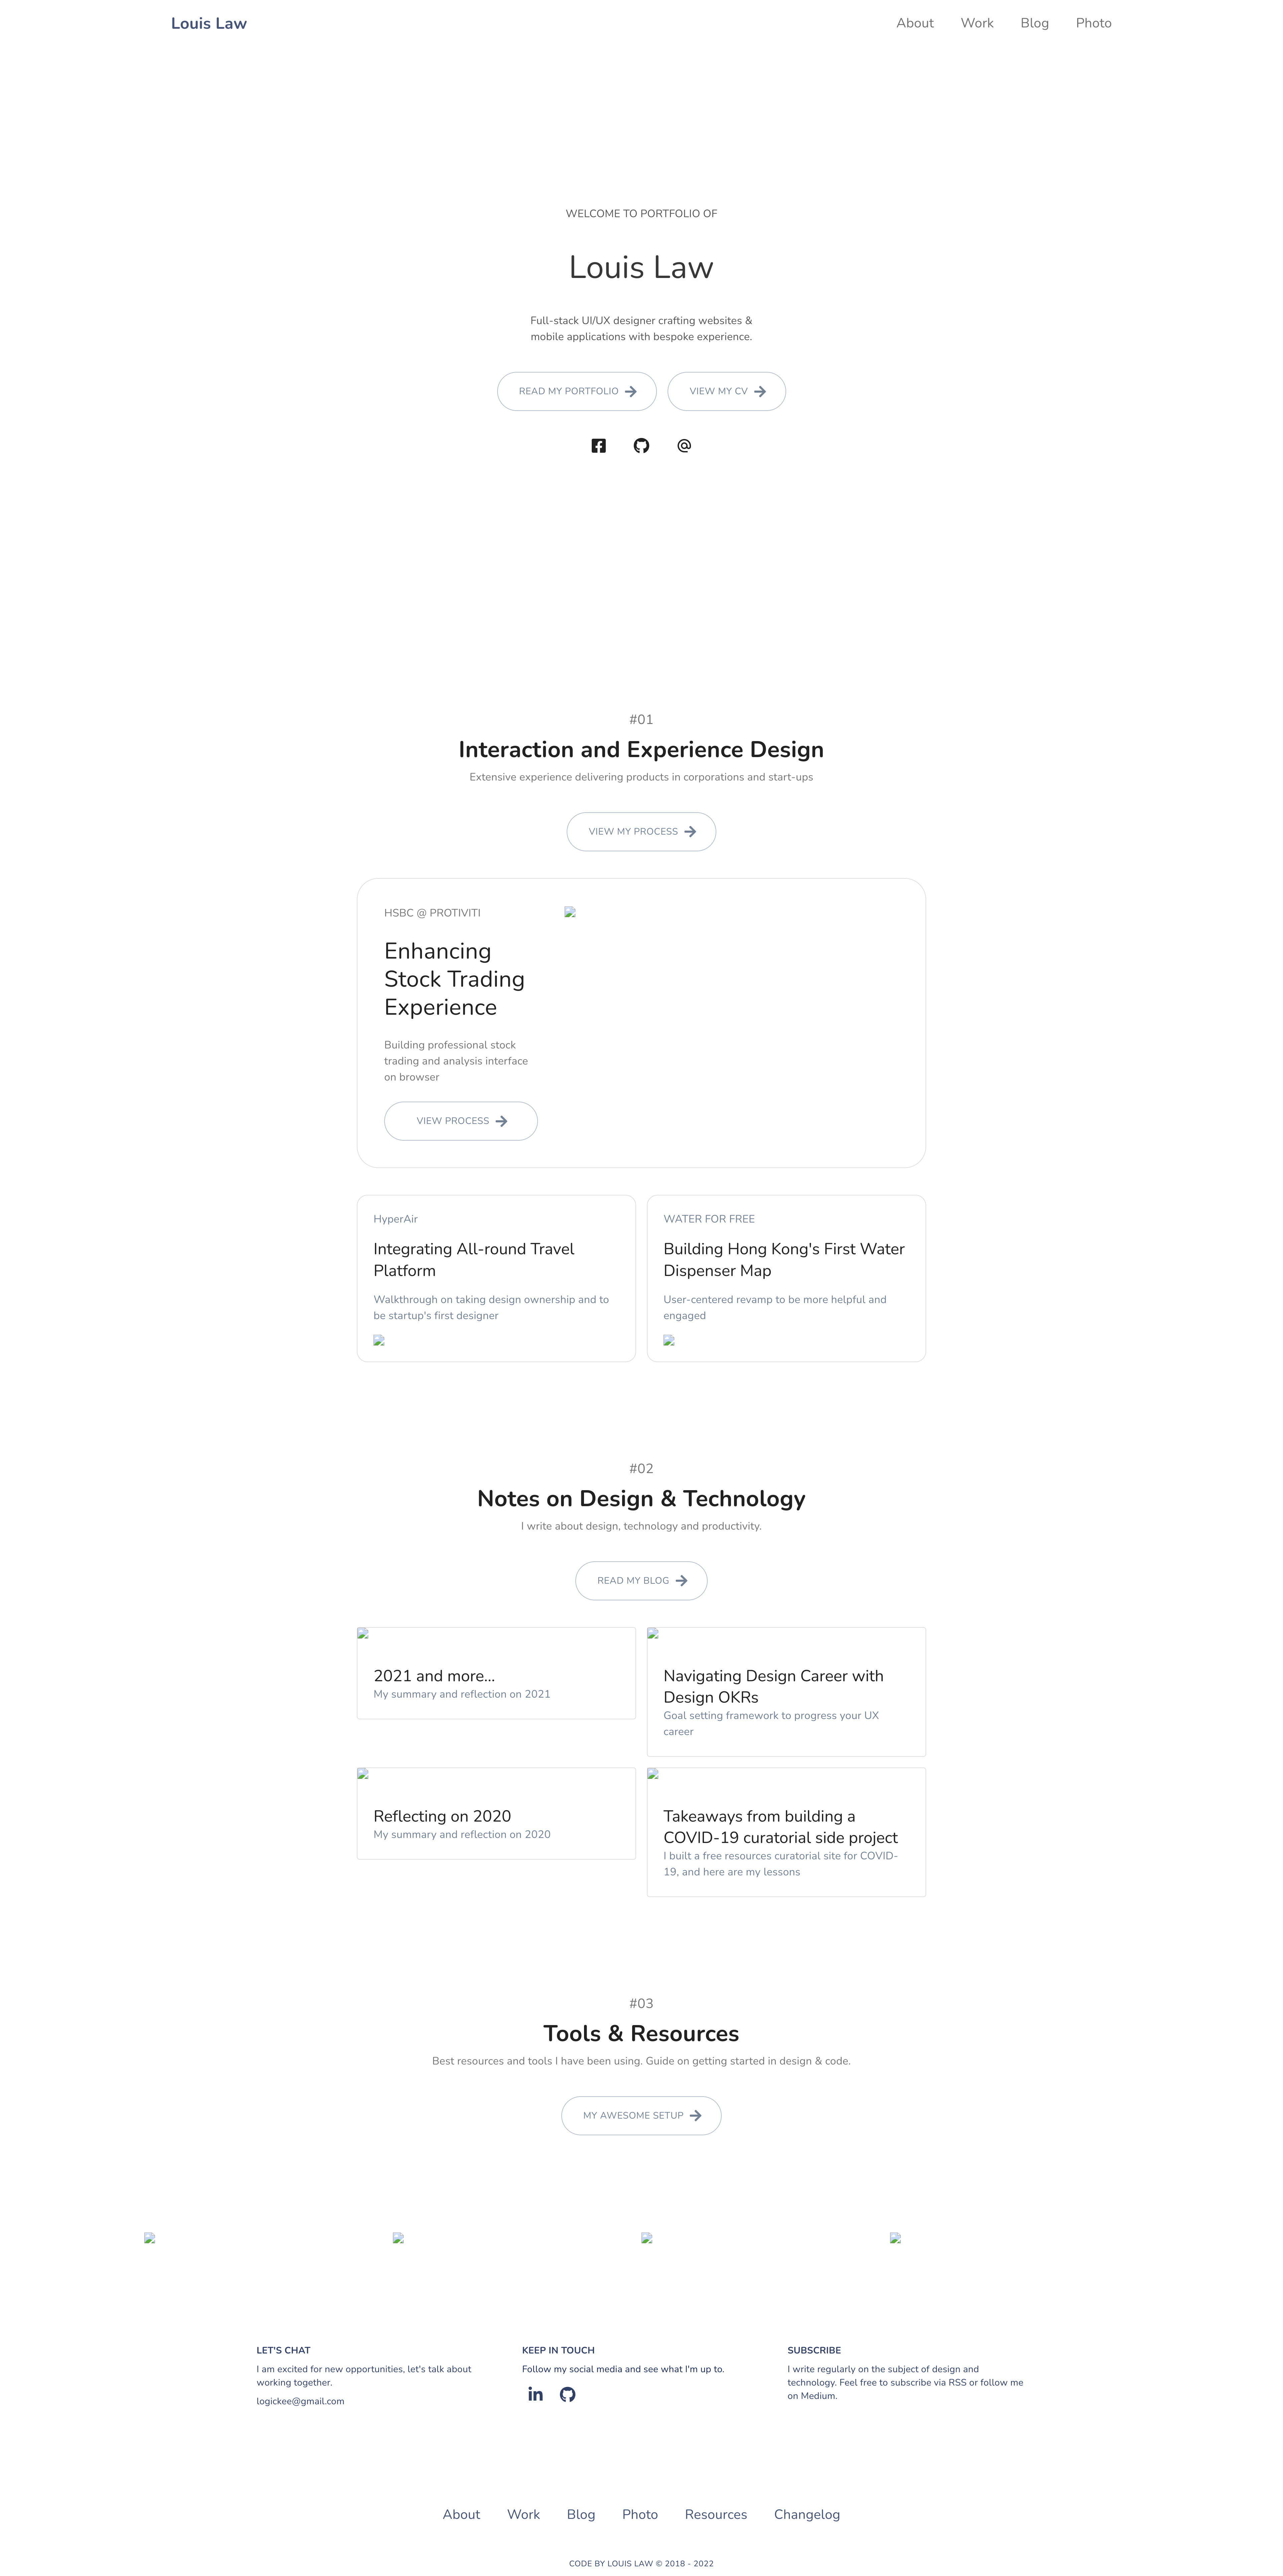 Louis Law
About Work Blog Photo
WELCOME TO PORTFOLIO OF
Louis Law
Full-stack UI/UX designer crafting websites &
mobile applications with bespoke experience.
READ MY PORTFOLIO
VIEW MY CV
#01
Interaction and Experience Design
Extensive experience delivering products in corporations and start-ups
VIEW MY PROCESS
HSBC @ PROTIVITI
Enhancing
Stock Trading
Experience
Building professional stock
trading and analysis interface
on browser
VIEW PROCESS
HyperAir
Integrating All-round Travel
Platform
Walkthrough on taking design ownership and to
be startup's first designer
WATER FOR FREE
Building Hong Kong's First Water
Dispenser Map
User-centered revamp to be more helpful and
engaged
#02
Notes on Design & Technology
I write about design, technology and productivity.
READ MY BLOG
2021 and more...
My summary and reflection on 2021
Navigating Design Career with
Design OKRs
Goal setting framework to progress your UX
career
Reflecting on 2020
My summary and reflection on 2020
Takeaways from building a
COVID-19 curatorial side project
I built a free resources curatorial site for COVID-
19, and here are my lessons
#03
Tools & Resources
Best resources and tools I have been using. Guide on getting started in design & code.
MY AWESOME SETUP
LET'S CHAT
I am excited for new opportunities, let's talk about
working together.
logickee@gmail.com
KEEP IN TOUCH
Follow my social media and see what I'm up to.
SUBSCRIBE
I write regularly on the subject of design and
technology. Feel free to subscribe via RSS or follow me
on Medium.
About Work Blog Photo Resources Changelog
CODE BY LOUIS LAW © 2018 - 2022